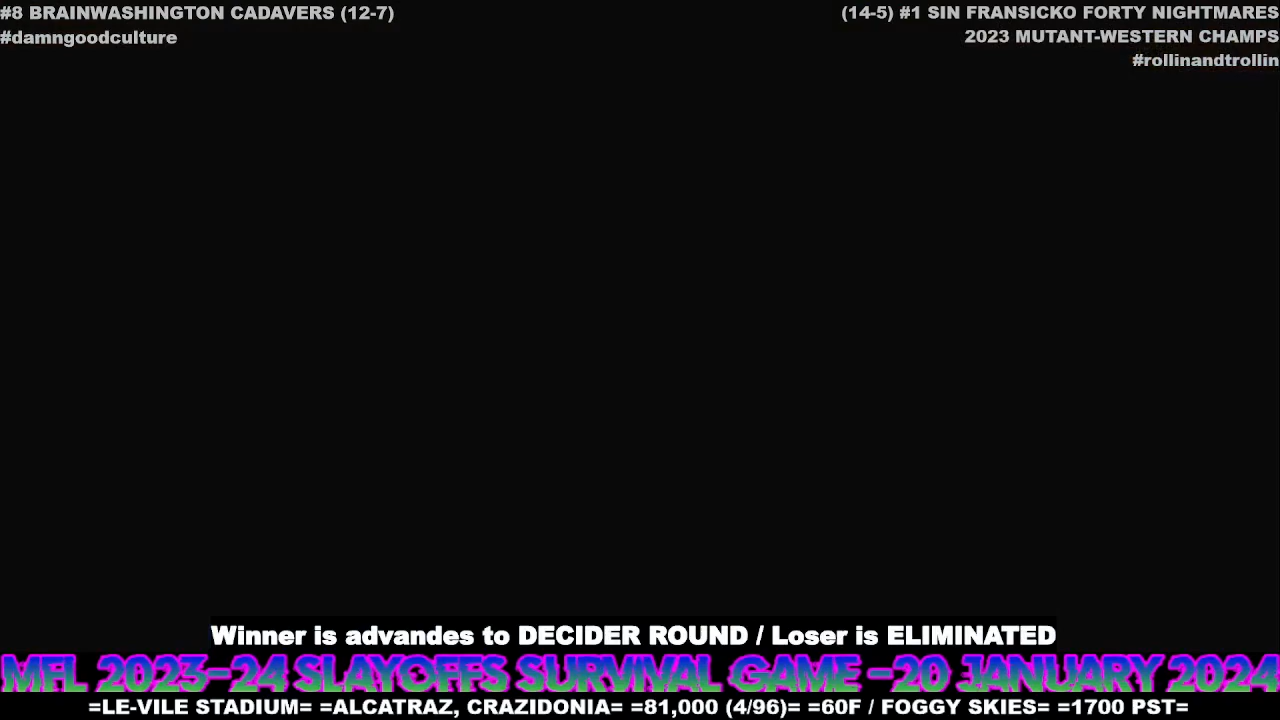 #8 BRAINWASHINGTON CADAVERS (12-7)
(14-5) #1 SIN FRANSICKO FORTY NIGHTMARES
#damngoodculture
2023 MUTANT-WESTERN CHAMPS
#rollinandtrollin
Winner is advandes to DECIDER ROUND / Loser is ELIMINATED
MFL 2023-24 SLAYOFFS SURVIVAL GAME -20 JANUARY 2024
=LE-VILE STADIUM= =ALCATRAZ, CRAZIDONIA= =81,000 (4/96)= =60F / FOGGY SKIES= =1700 PST=